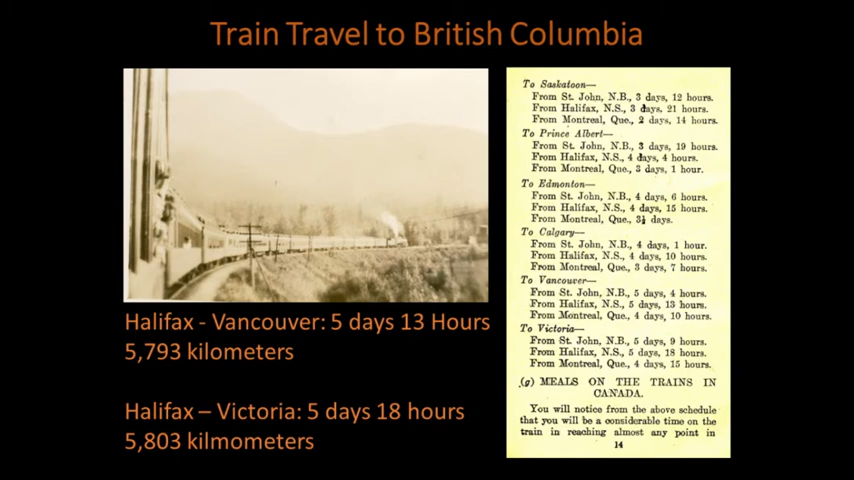 Train Travel to British Columbia
Halifax - Vancouver: 5 days 13 Hours
5,793 kilometers
Halifax – Victoria: 5 days 18 hours
5,803 kilmometers
To Saskatoon—
From St. John, N.B., 3 days, 12 hours.
From Halifax, N.S., 3 days, 21 hours.
From Montreal, Que., 2 days, 14 hours.
To Prince Albert—
From St. John, N.B., 3 days, 19 hours.
From Halifax, N.S., 4 days, 4 hours.
From Montreal, Que., 3 days, 1 hour.
To Edmonton—
From St. John, N.B., 4 days, 6 hours.
From Halifax, N.S., 4 days, 15 hours.
From Montreal, Que., 3½ days.
To Calgary—
From St. John, N.B., 4 days, 1 hour.
From Halifax, N.S., 4 days, 10 hours.
From Montreal, Que., 3 days, 7 hours.
To Vancouver—
From St. John, N.B., 5 days, 4 hours.
From Halifax, N.S., 5 days, 13 hours.
From Montreal, Que., 4 days, 10 hours.
To Victoria—
From St. John, N.B., 5 days, 9 hours.
From Halifax, N.S., 5 days, 18 hours.
From Montreal, Que., 4 days, 15 hours.
(g) MEALS ON THE TRAINS IN
CANADA.
You will notice from the above schedule
that you will be a considerable time on the
train in reaching almost any point in
14